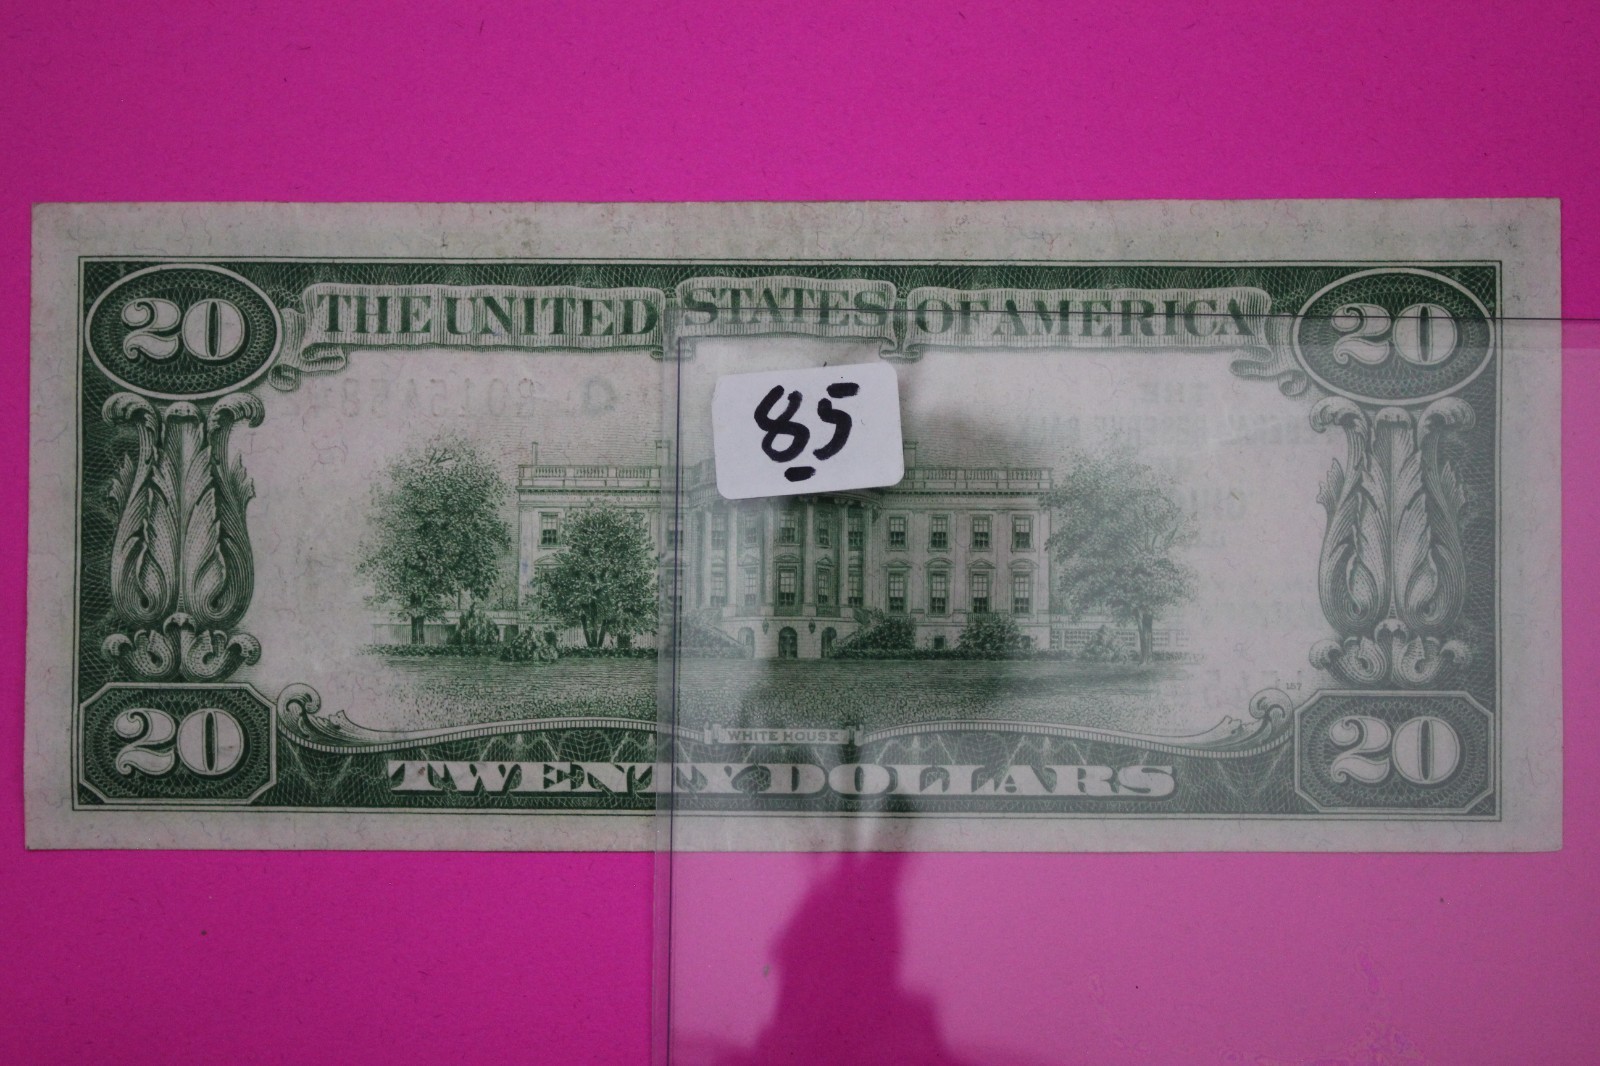 20 THE UNITED STATES OF AMERICA 20
85
WHITE HOUSE
20 TWENTY DOLLARS 20